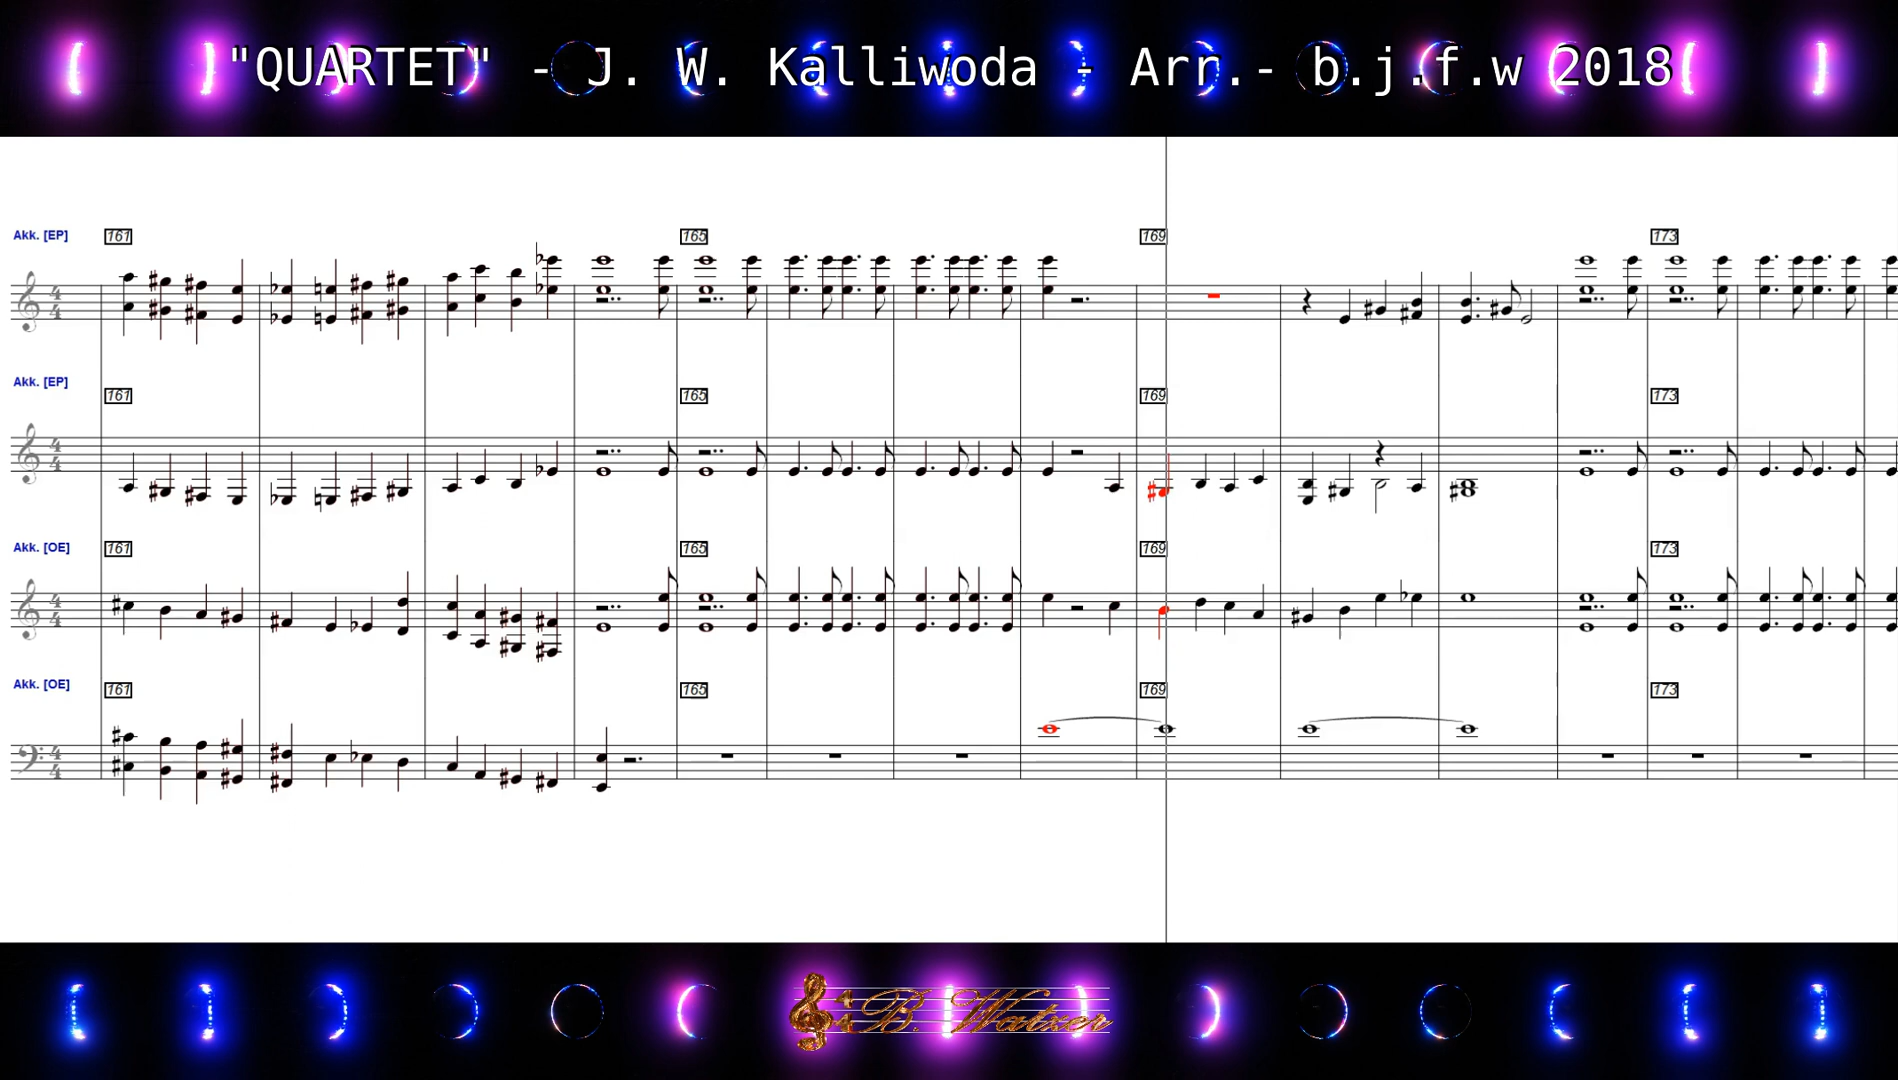 "QUARTET" - J. W. Kalliwoda - Arr.- b.j.f.w 2018
Akk. [EP]
161 165 169 173
Akk. [EP]
161 165 169 173
Akk. [OE]
161 165 169 173
Akk. [OE]
161 165 169 173
B. Watzer